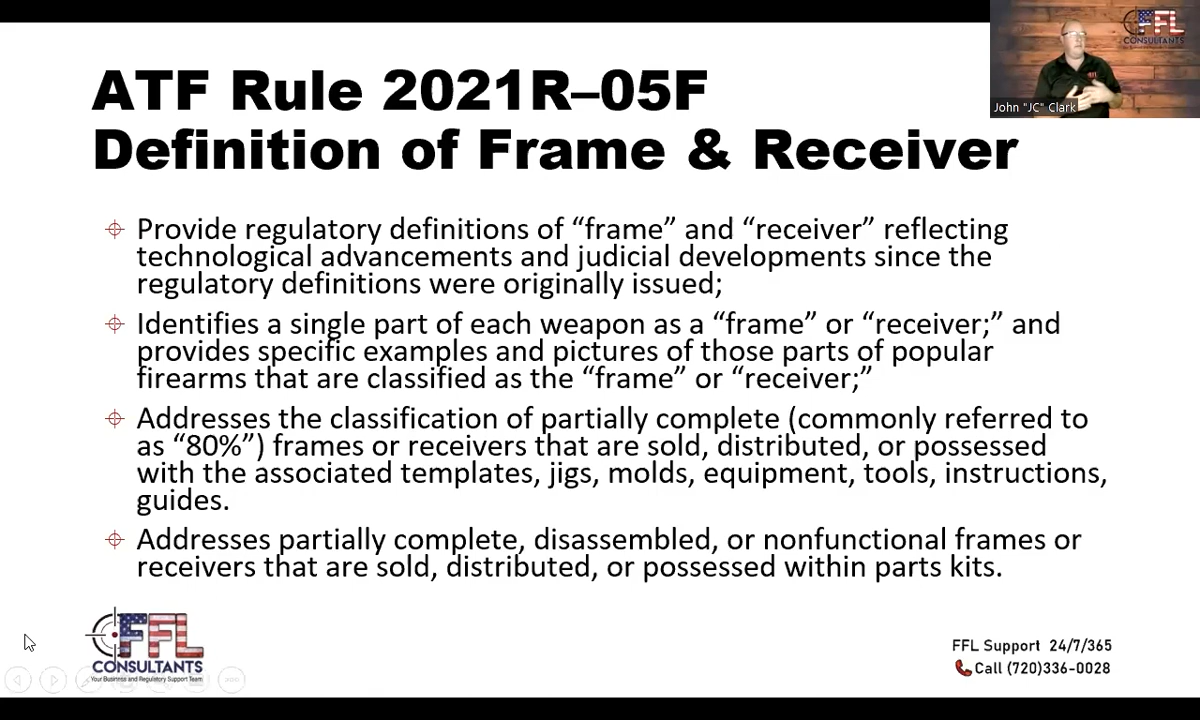 FFL
CONSULTANTS
John "JC" Clark
ATF Rule 2021R–05F
Definition of Frame & Receiver
Provide regulatory definitions of “frame” and “receiver” reflecting
technological advancements and judicial developments since the
regulatory definitions were originally issued;
Identifies a single part of each weapon as a “frame” or “receiver;” and
provides specific examples and pictures of those parts of popular
firearms that are classified as the “frame” or “receiver;”
Addresses the classification of partially complete (commonly referred to
as “80%”) frames or receivers that are sold, distributed, or possessed
with the associated templates, jigs, molds, equipment, tools, instructions,
guides.
Addresses partially complete, disassembled, or nonfunctional frames or
receivers that are sold, distributed, or possessed within parts kits.
FFL
CONSULTANTS
Your Business and Regulatory Support Team
FFL Support 24/7/365
Call (720)336-0028